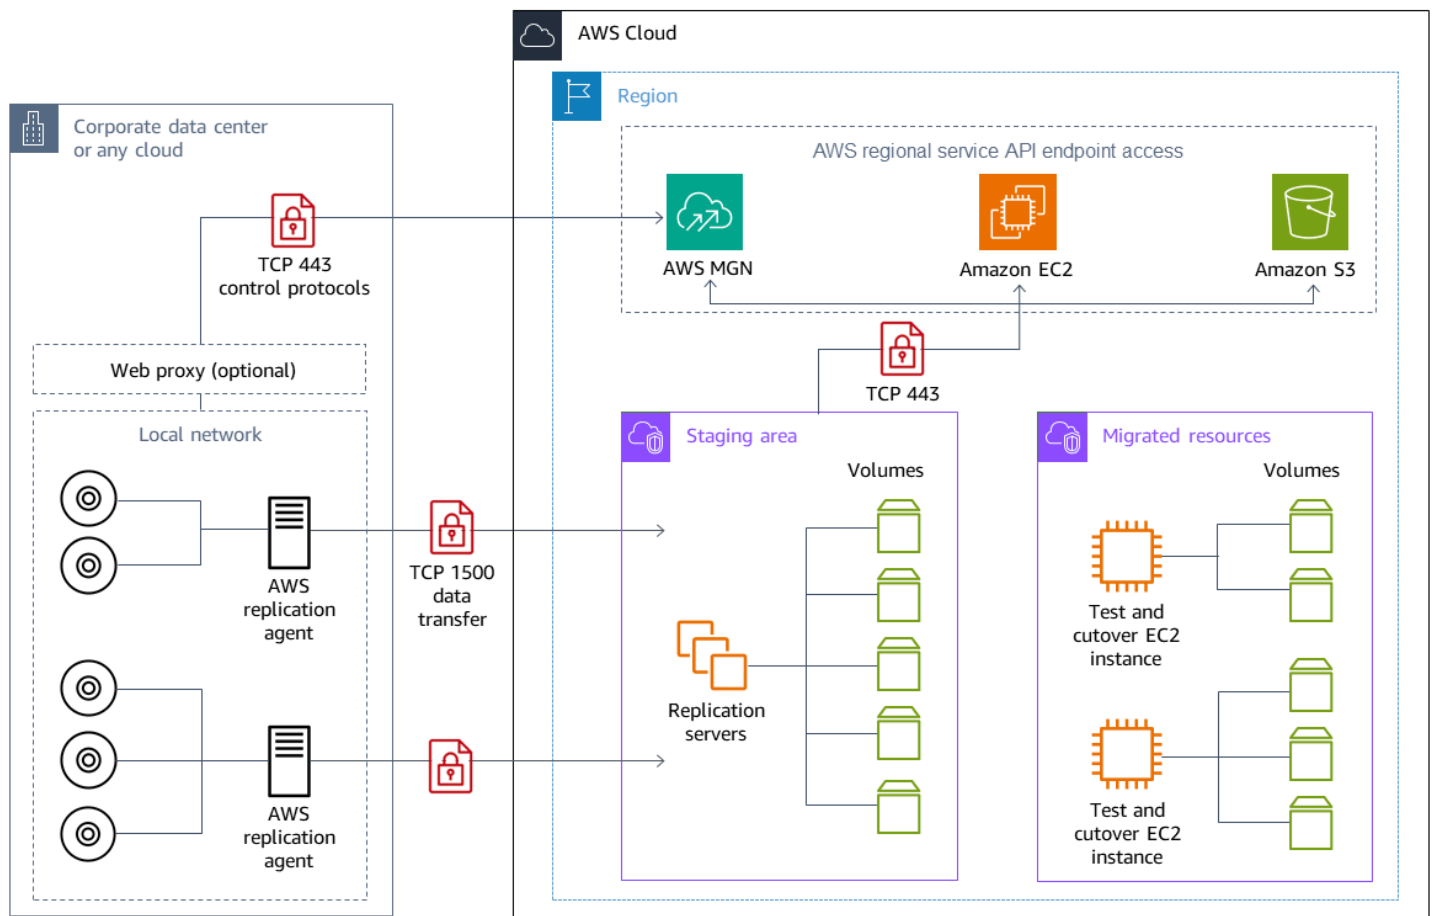 AWS Cloud
Region
Corporate data center
or any cloud
AWS regional service API endpoint access
TCP 443
control protocols
AWS MGN
Amazon EC2
Amazon S3
Web proxy (optional)
TCP 443
Local network
Staging area
Migrated resources
Volumes
Volumes
AWS
replication
agent
TCP 1500
data
transfer
Test and
cutover EC2
instance
Replication
servers
AWS
replication
agent
Test and
cutover EC2
instance